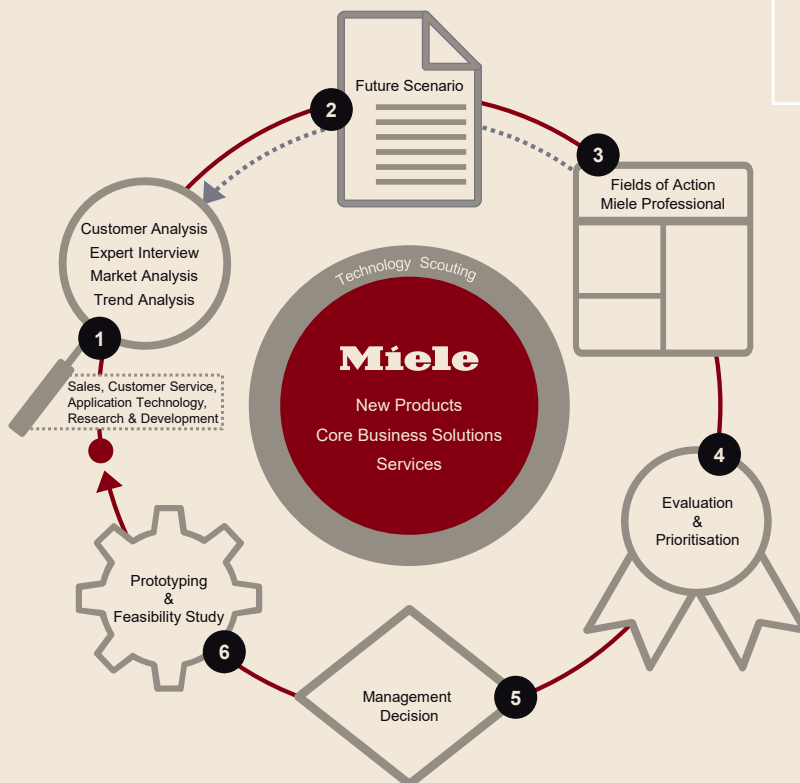 2
Future Scenario
3
Fields of Action
Miele Professional
Customer Analysis
Expert Interview
Market Analysis
Trend Analysis
1
Sales, Customer Service,
Application Technology,
Research & Development
Technology Scouting
Miele
New Products
Core Business Solutions
Services
4
Evaluation
&
Prioritisation
5
Management
Decision
6
Prototyping
&
Feasibility Study